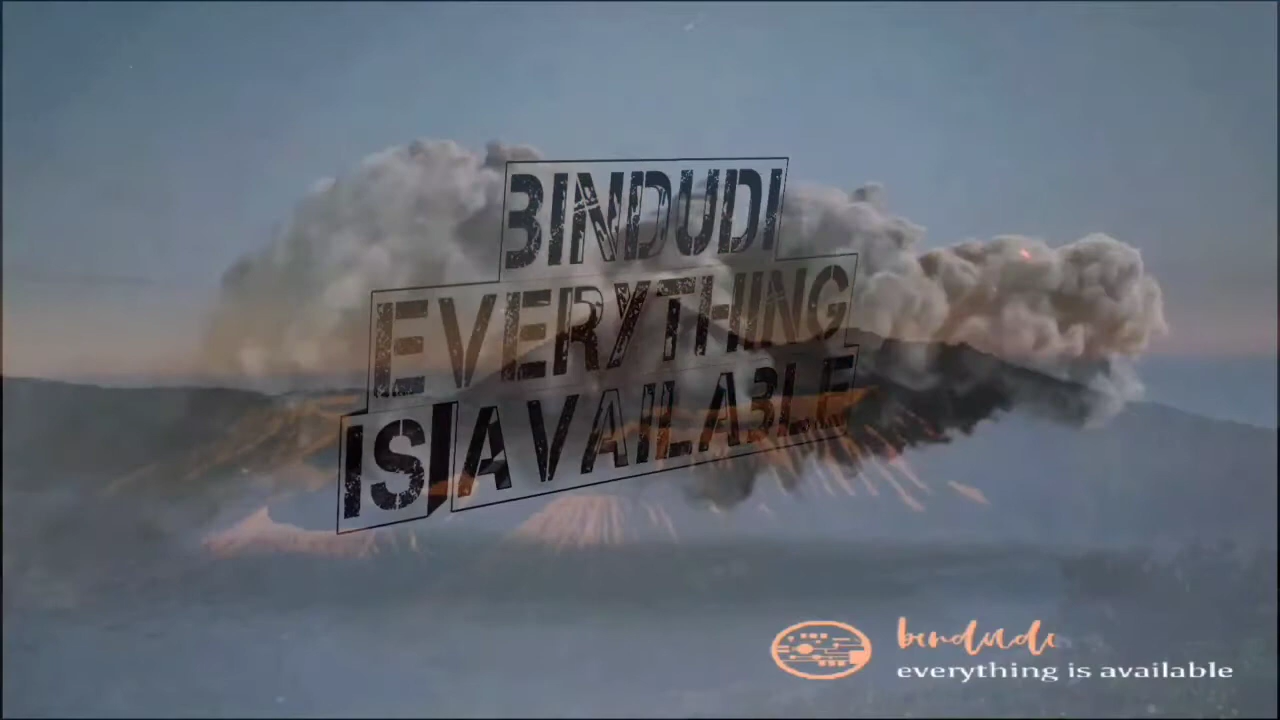 BINDUDI
EVERYTHING
IS AVAILABLE
bindudi
everything is available